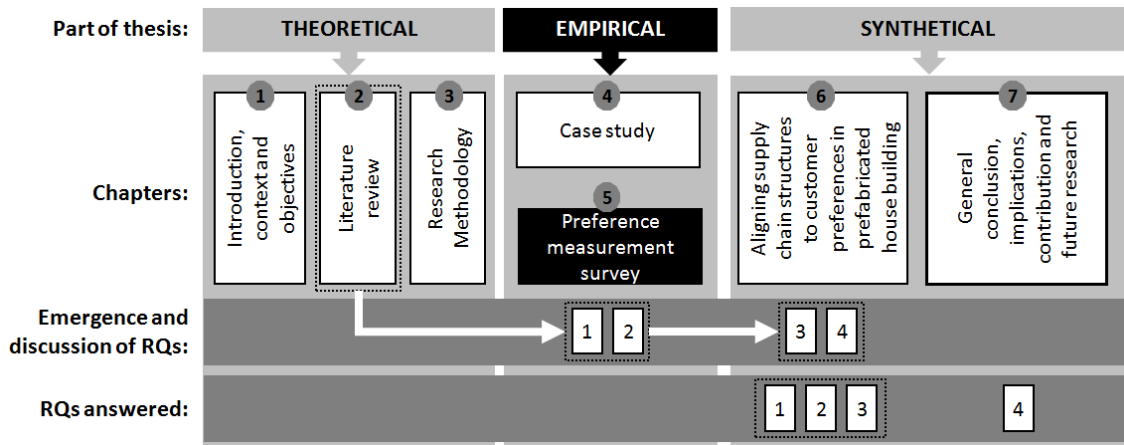 Part of thesis:
THEORETICAL
EMPIRICAL
SYNTHETICAL
Chapters:
1
Introduction,
context and
objectives
2
Literature
review
3
Research
Methodology
4
Case study
5
Preference
measurement
survey
6
Aligning supply
chain structures
to customer
preferences in
prefabricated
house building
7
General
conclusion,
implications,
contribution and
future research
Emergence and
discussion of RQs:
1 2
3 4
RQs answered:
1 2 3
4